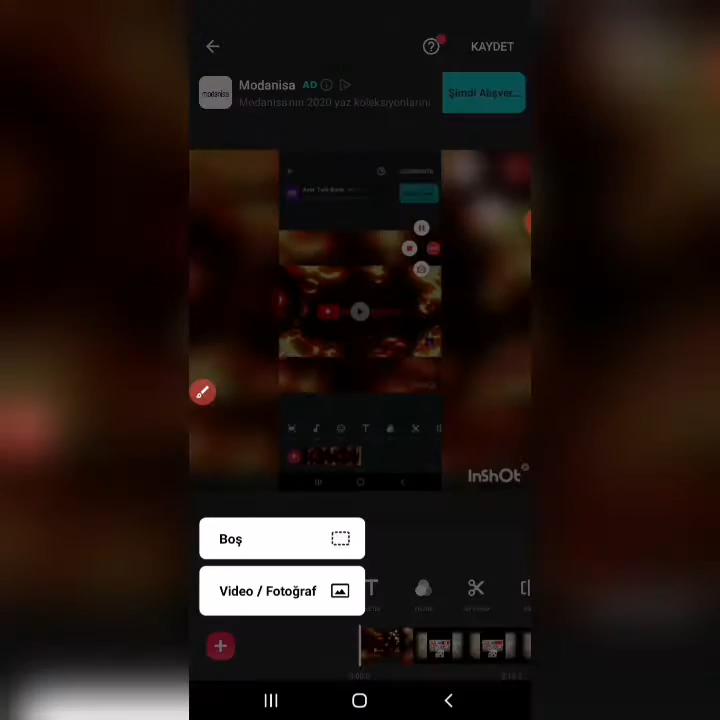 KAYDET
Modanisa AD
Modanisa'nın 2020 yaz koleksiyonlarını
modanisa
Şimdi Alışver...
InShOt
Boş
Video / Fotoğraf